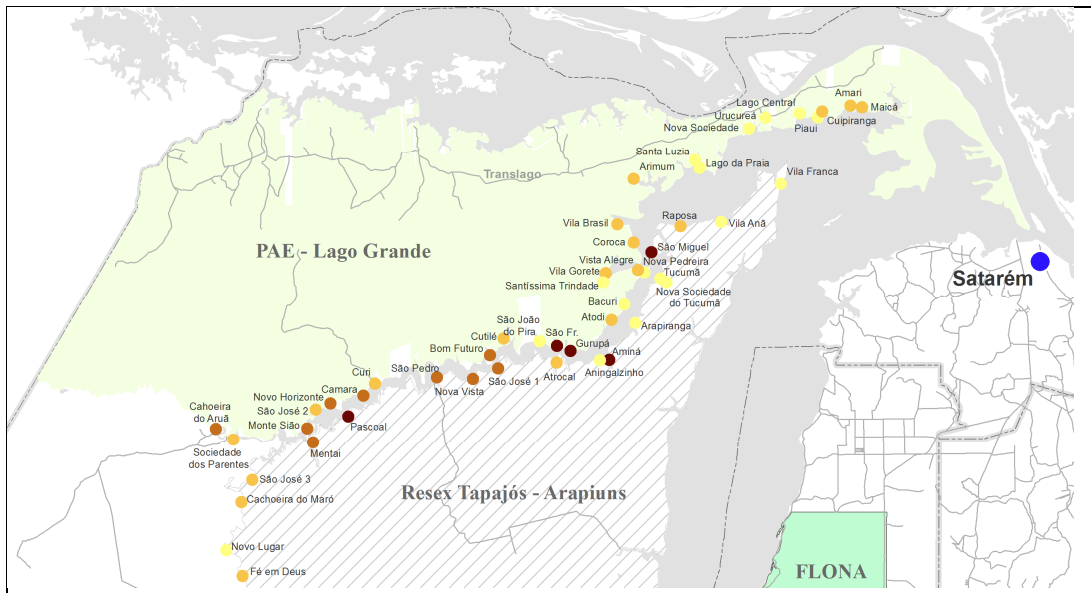 Amari
Lago Central
Maicá
Urucureá
Cuipiranga
Nova Sociedade
Piaui
Santa Luzia
Lago da Praia
Arimum
Translago
Vila Franca
Raposa
Vila Brasil
Vila Anã
Coroca
São Miguel
PAE - Lago Grande
Vista Alegre
Nova Pedreira
Vila Gorete
Tucumã
Satarém
Santíssima Trindade
Nova Sociedade
do Tucumã
Bacuri
Atodi
São João
do Pira
Arapiranga
Cutilé
São Fr.
Gurupá
Bom Futuro
Aminá
Curi
São Pedro
Atrocal
Aningalzinho
São José 1
Camara
Nova Vista
Novo Horizonte
Cahoeira
do Aruã
São José 2
Monte Sião
Pascoal
Sociedade
dos Parentes
Mentai
São José 3
Resex Tapajós - Arapiuns
Cachoeira do Maró
Novo Lugar
Fé em Deus
FLONA